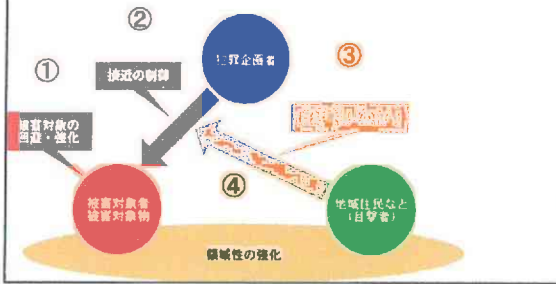 ②
①
③
犯罪企画者
接近の制御
被害対象の
回避・強化
④
被害対象者
被害対象物
地域住民など
(目撃者)
領域性の強化